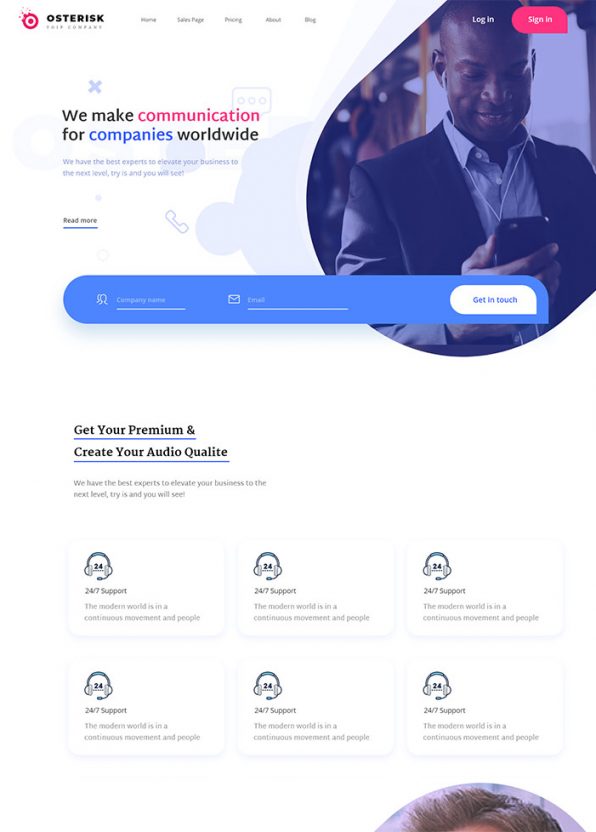 OSTERISK
VOIP COMPANY
Home
Sales Page
Pricing
About
Blog
Log in
Sign in
We make communication
for companies worldwide
We have the best experts to elevate your business to
the next level, try is and you will see!
Read more
Company name
Email
Get in touch
Get Your Premium &
Create Your Audio Qualite
We have the best experts to elevate your business to the
next level, try is and you will see!
24
24/7 Support
The modern world is in a
continuous movement and people
24
24/7 Support
The modern world is in a
continuous movement and people
24
24/7 Support
The modern world is in a
continuous movement and people
24
24/7 Support
The modern world is in a
continuous movement and people
24
24/7 Support
The modern world is in a
continuous movement and people
24
24/7 Support
The modern world is in a
continuous movement and people